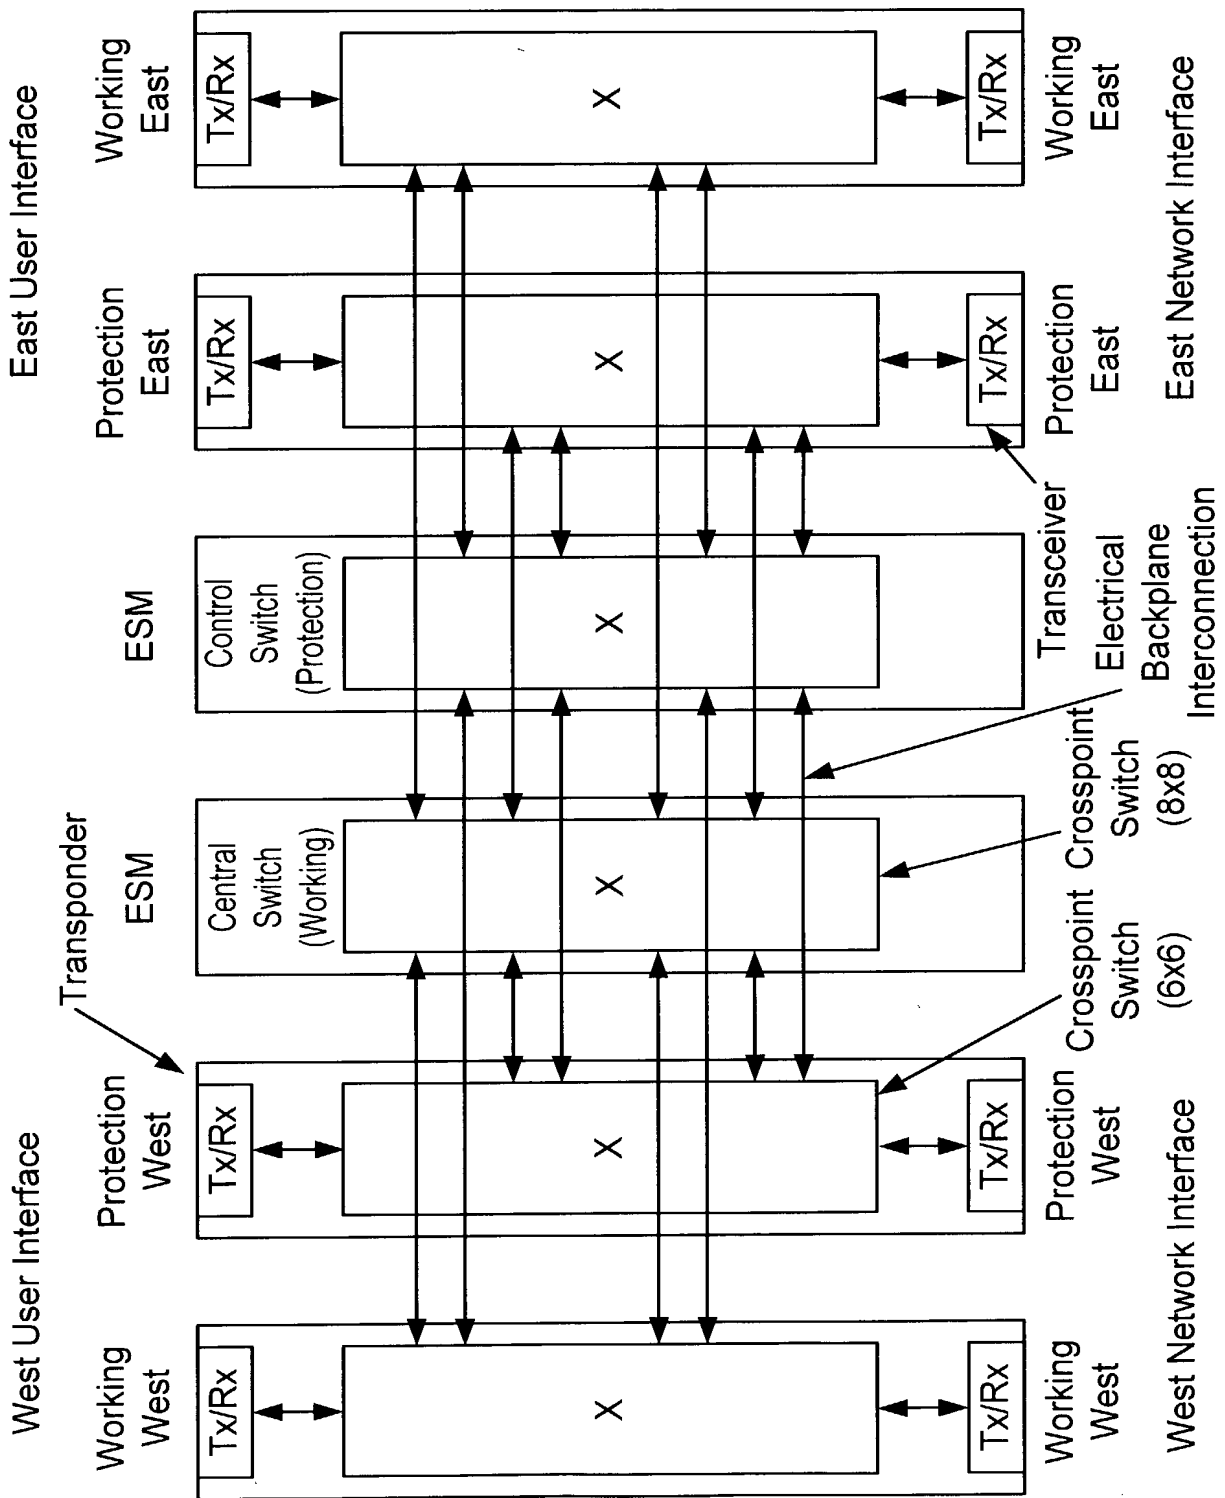 West User Interface
East User Interface
Working
West
Protection
West
Transponder
ESM
ESM
Protection
East
Working
East
Tx/Rx
Tx/Rx
Central
Switch
(Working)
Control
Switch
(Protection)
Tx/Rx
Tx/Rx
X
X
X
X
X
X
Tx/Rx
Tx/Rx
Tx/Rx
Tx/Rx
Working
West
Protection
West
Crosspoint
Switch
(6x6)
Crosspoint
Switch
(8x8)
Transceiver
Electrical
Backplane
Interconnection
Protection
East
Working
East
West Network Interface
East Network Interface